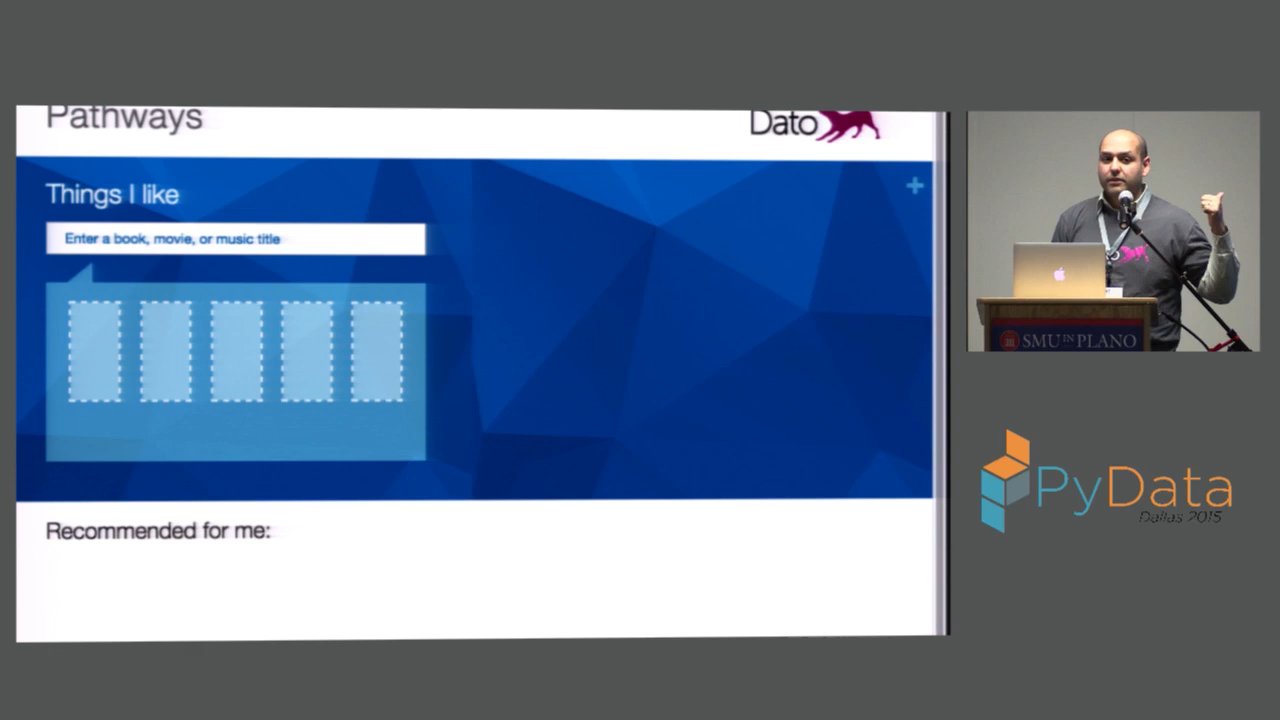 Pathways
Dato
Things I like
+
Enter a book, movie, or music title
Recommended for me:
SMU IN PLANO
PyData
Dallas 2015